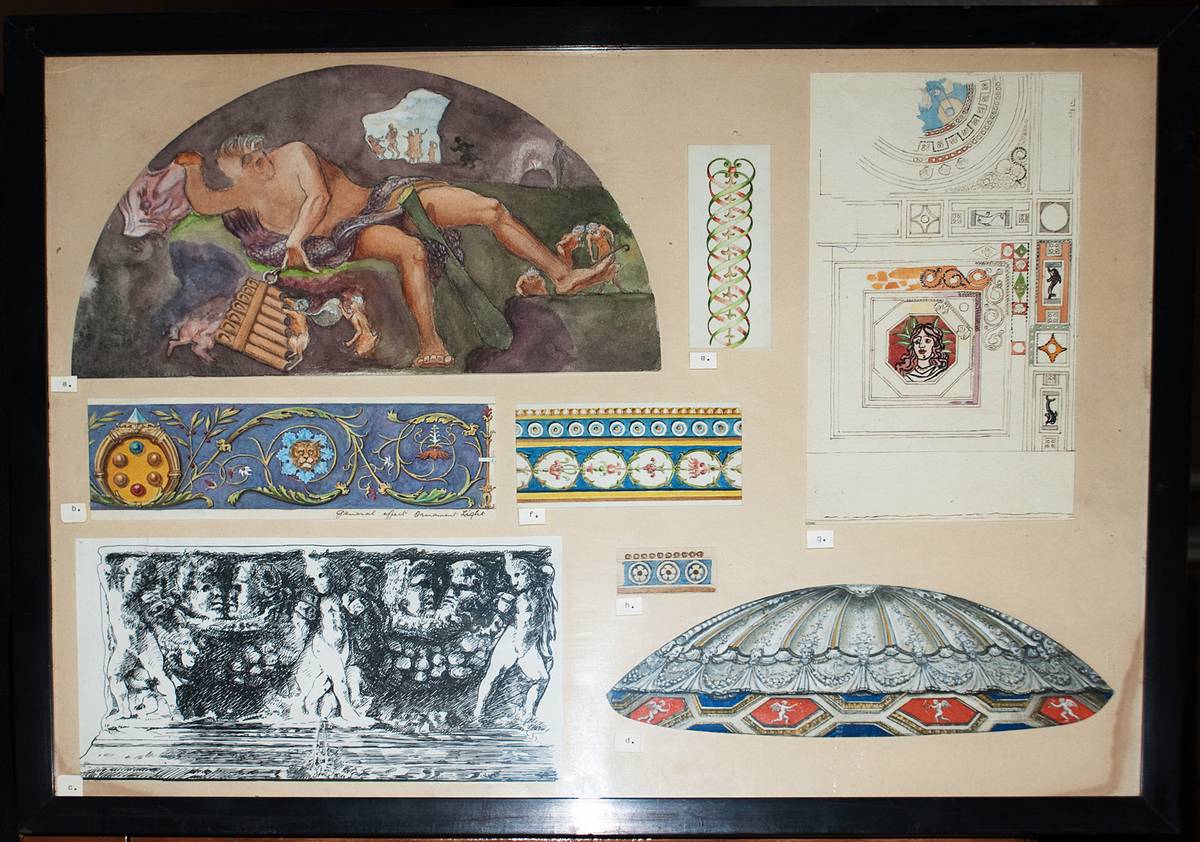 a.
e.
b.
General effect Ornament Light
f.
g.
h.
d.
c.